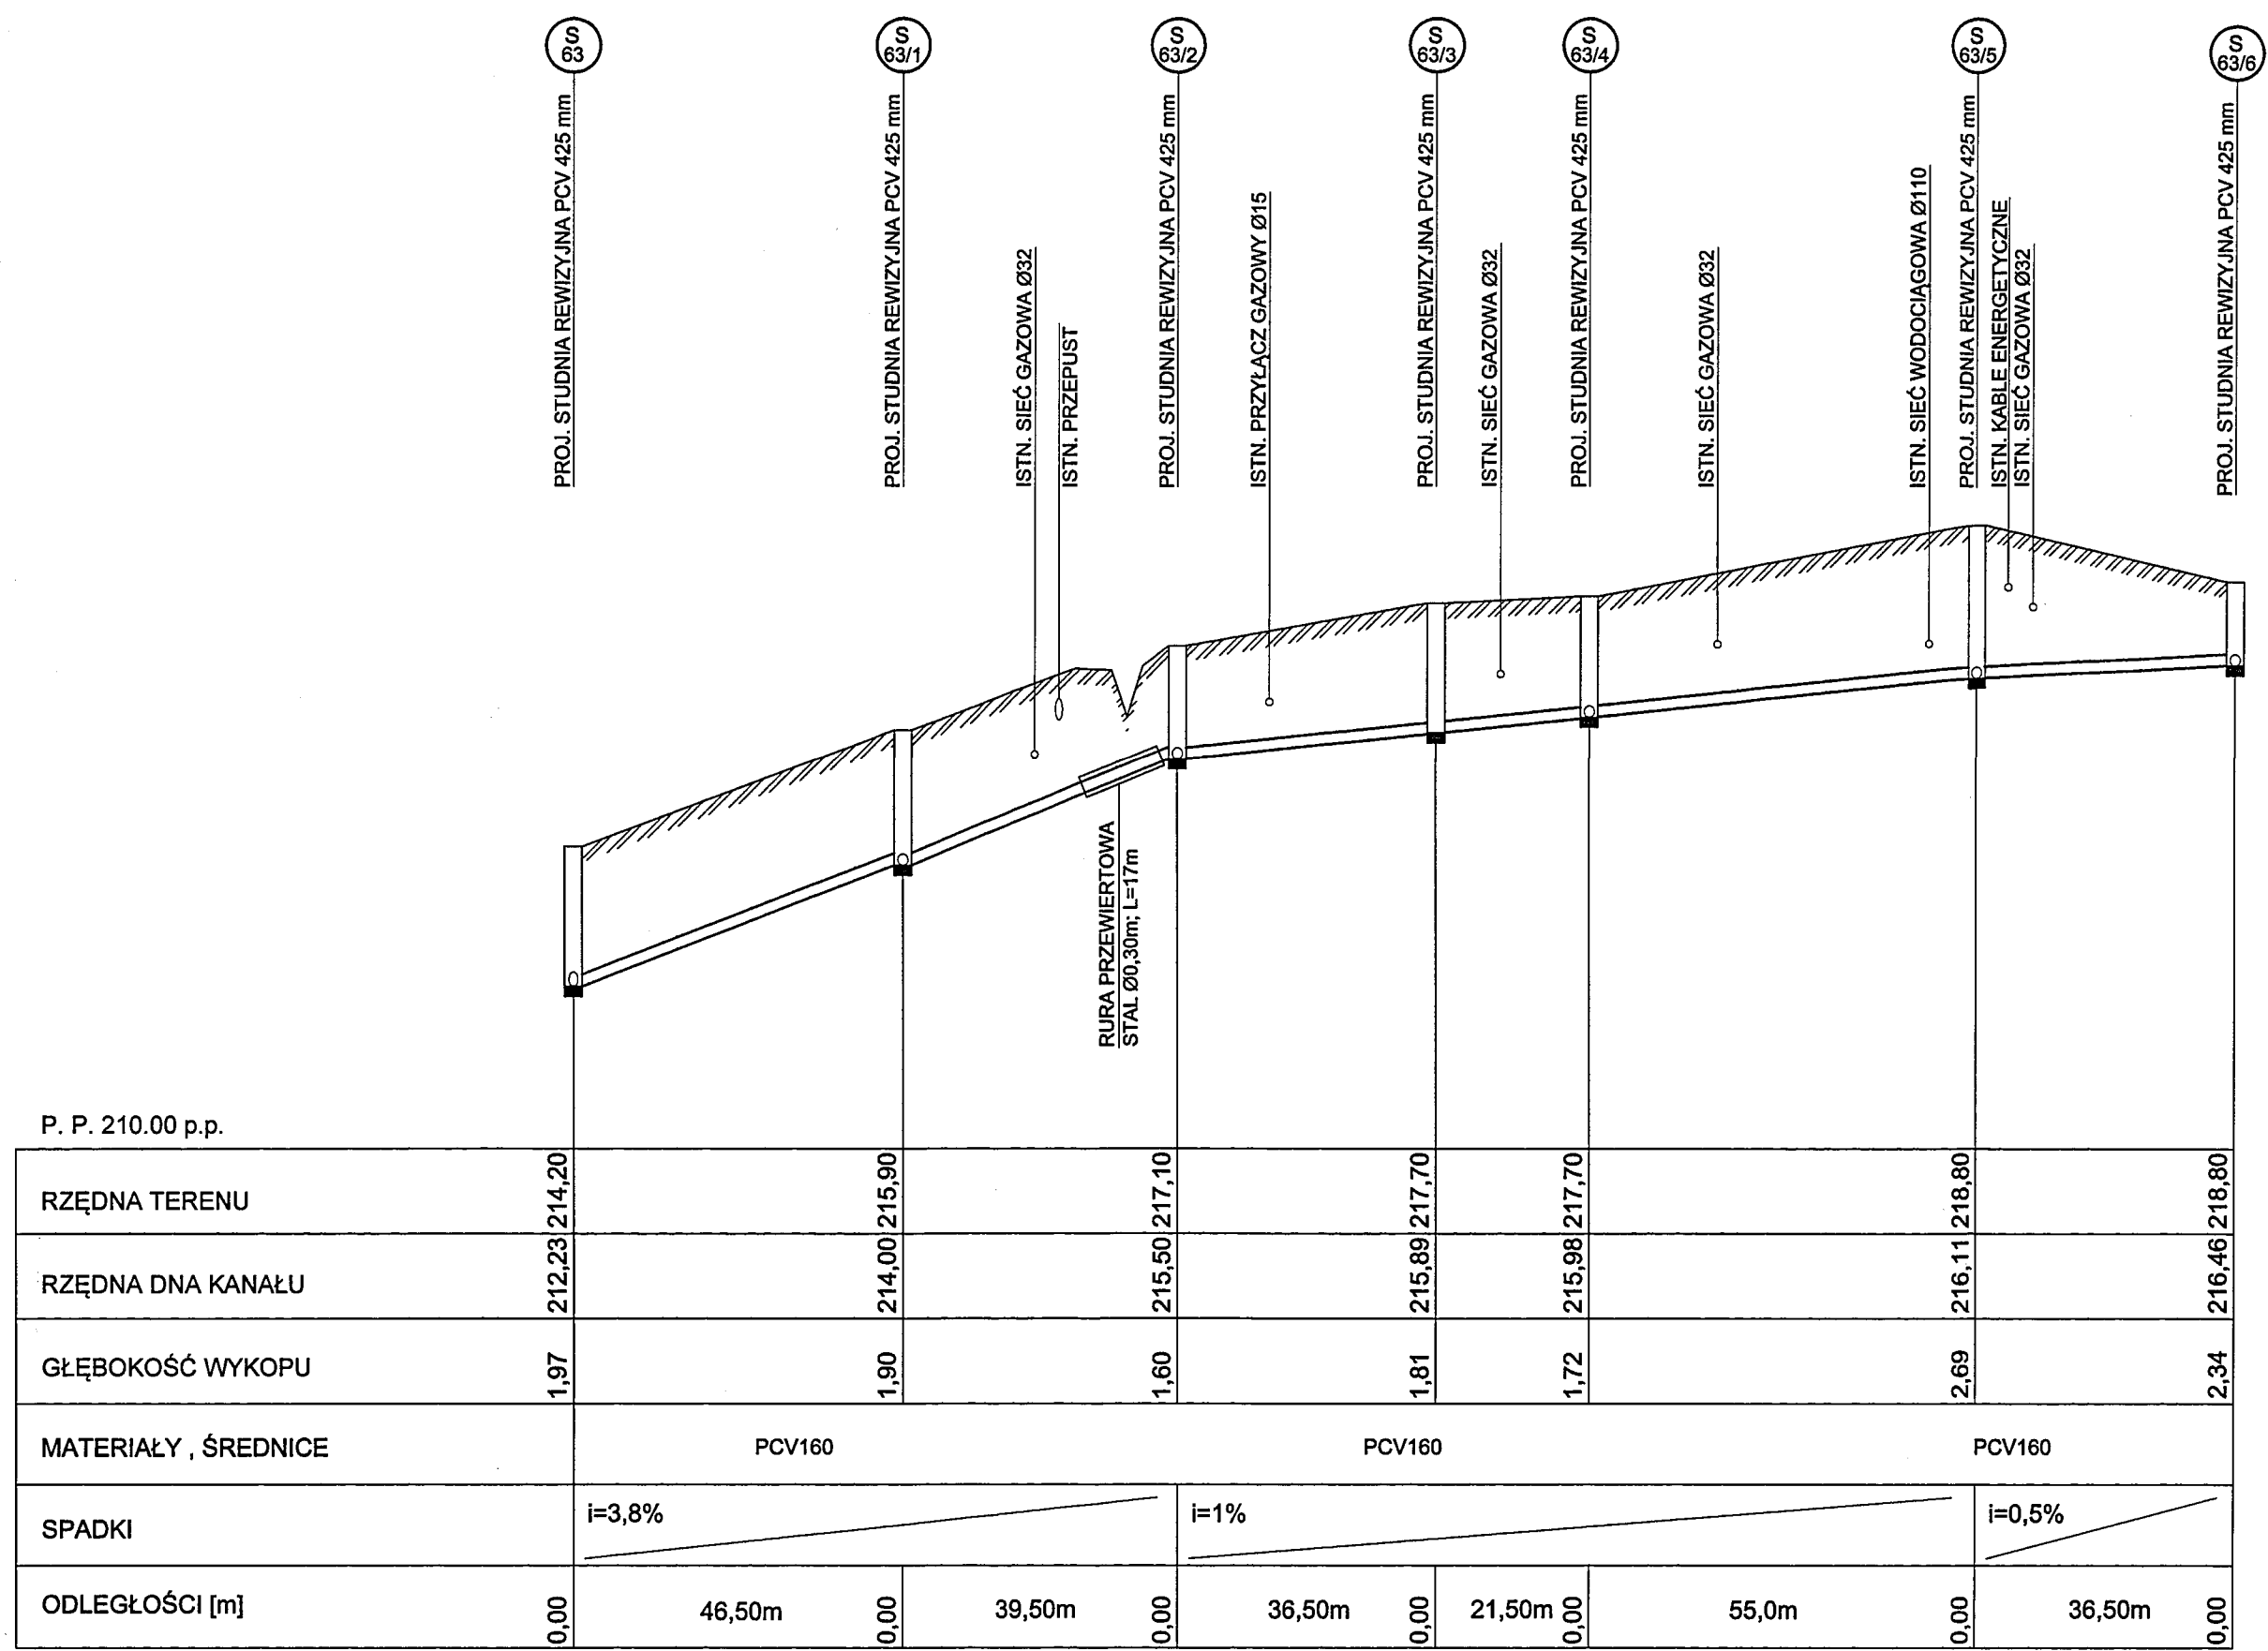 S
63
S
63/1
S
63/2
S
63/3
S
63/4
S
63/5
S
63/6
PROJ. STUDNIA REWIZYJNA PCV 425 mm
PROJ. STUDNIA REWIZYJNA PCV 425 mm
ISTN. SIEĆ GAZOWA Ø32
ISTN. PRZEPUST
PROJ. STUDNIA REWIZYJNA PCV 425 mm
ISTN. PRZYŁĄCZ GAZOWY Ø15
PROJ. STUDNIA REWIZYJNA PCV 425 mm
ISTN. SIEĆ GAZOWA Ø32
PROJ. STUDNIA REWIZYJNA PCV 425 mm
ISTN. SIEĆ GAZOWA Ø32
ISTN. SIEĆ WODOCIĄGOWA Ø110
PROJ. STUDNIA REWIZYJNA PCV 425 mm
ISTN. KABLE ENERGETYCZNE
ISTN. SIEĆ GAZOWA Ø32
PROJ. STUDNIA REWIZYJNA PCV 425 mm
RURA PRZEWIERTOWA
STAL Ø0,30m; L=17m
P. P. 210.00 p.p.
RZĘDNA TERENU 214,20 215,90 217,10 217,70 217,70 218,80 218,80
RZĘDNA DNA KANAŁU 212,23 214,00 215,50 215,89 215,98 216,11 216,46
GŁĘBOKOŚĆ WYKOPU 1,97 1,90 1,60 1,81 1,72 2,69 2,34
MATERIAŁY , ŚREDNICE PCV160 PCV160 PCV160
SPADKI i=3,8% i=1% i=0,5%
ODLEGŁOŚCI [m] 0,00 46,50m 0,00 39,50m 0,00 36,50m 0,00 21,50m 0,00 55,0m 0,00 36,50m 0,00